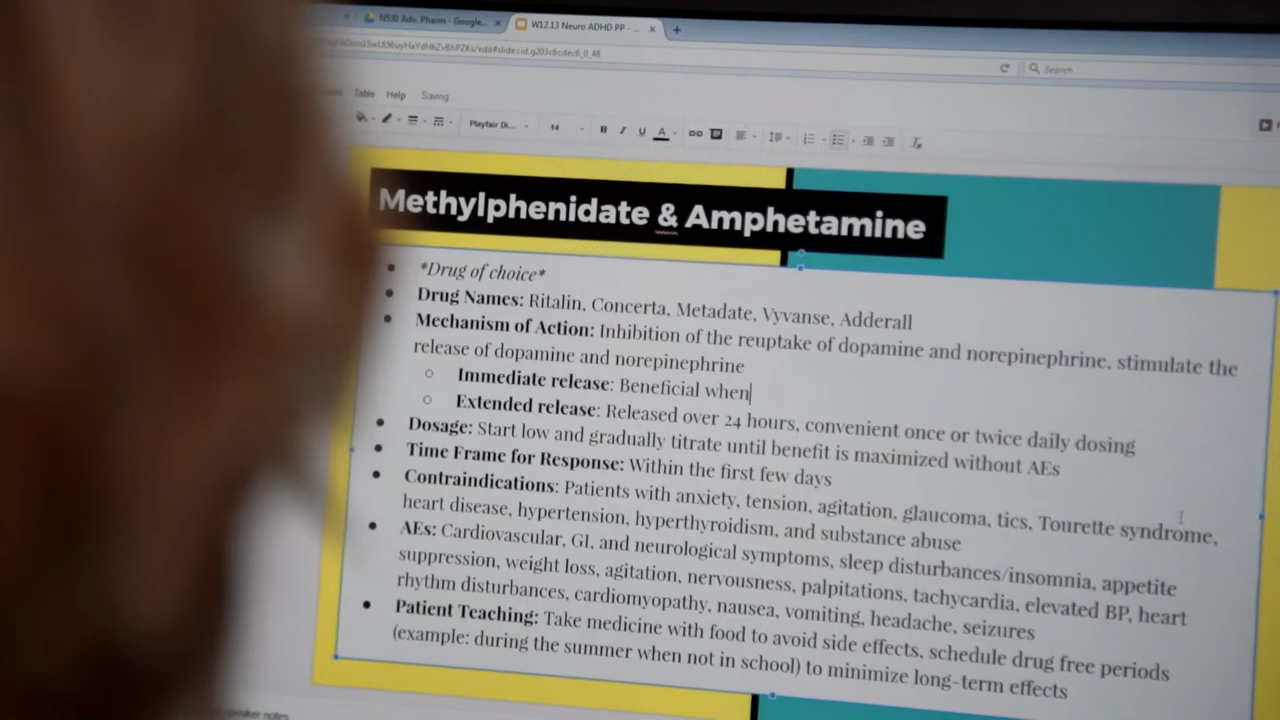 N530 Adv. Pharm - Google...
W12.13 Neuro ADHD PP - ...
Search
Table Help Saving
Playfair Di... 14 B I U A
Methylphenidate & Amphetamine
*Drug of choice*
Drug Names: Ritalin, Concerta, Metadate, Vyvanse, Adderall
Mechanism of Action: Inhibition of the reuptake of dopamine and norepinephrine, stimulate the
release of dopamine and norepinephrine
Immediate release: Beneficial when
Extended release: Released over 24 hours, convenient once or twice daily dosing
Dosage: Start low and gradually titrate until benefit is maximized without AEs
Time Frame for Response: Within the first few days
Contraindications: Patients with anxiety, tension, agitation, glaucoma, tics, Tourette syndrome,
heart disease, hypertension, hyperthyroidism, and substance abuse
AEs: Cardiovascular, GI, and neurological symptoms, sleep disturbances/insomnia, appetite
suppression, weight loss, agitation, nervousness, palpitations, tachycardia, elevated BP, heart
rhythm disturbances, cardiomyopathy, nausea, vomiting, headache, seizures
Patient Teaching: Take medicine with food to avoid side effects, schedule drug free periods
(example: during the summer when not in school) to minimize long-term effects
notes